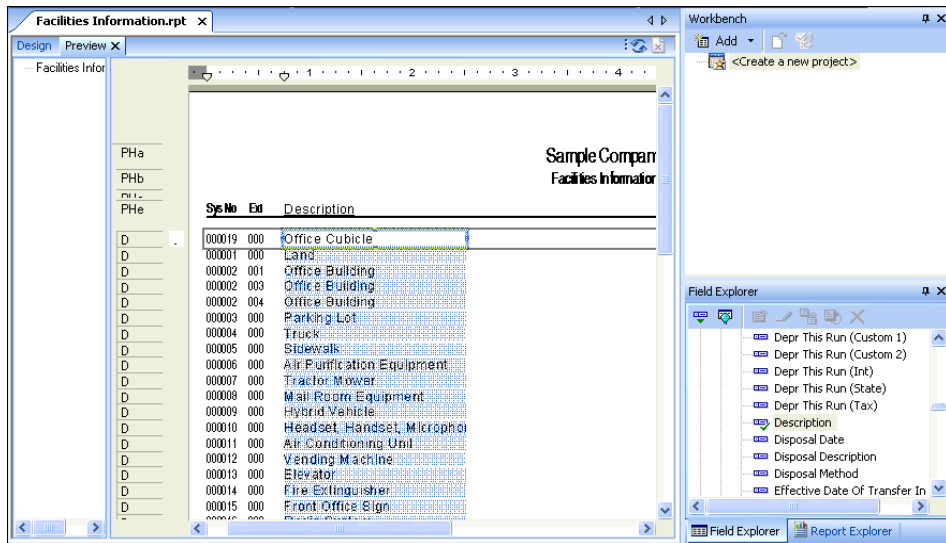 Facilities Information.rpt
Design Preview
Facilities Infor
1 2 3 4
PHa
Sample Compan
PHb
Facilities Information
PHe
Sys No Ext Description
D 000019 000 Office Cubicle
D 000001 000 Land
D 000002 001 Office Building
D 000002 003 Office Building
D 000002 004 Office Building
D 000003 000 Parking Lot
D 000004 000 Truck
D 000005 000 Sidewalk
D 000006 000 Air Purification Equipment
D 000007 000 Tractor Mower
D 000008 000 Mail Room Equipment
D 000009 000 Hybrid Vehicle
D 000010 000 Headset, Handset, Micropho
D 000011 000 Air Conditioning Unit
D 000012 000 Vending Machine
D 000013 000 Elevator
D 000014 000 Fire Extinguisher
D 000015 000 Front Office Sign
Workbench
Add
<Create a new project>
Field Explorer
Depr This Run (Custom 1)
Depr This Run (Custom 2)
Depr This Run (Int)
Depr This Run (State)
Depr This Run (Tax)
Description
Disposal Date
Disposal Description
Disposal Method
Effective Date Of Transfer In
Field Explorer Report Explorer